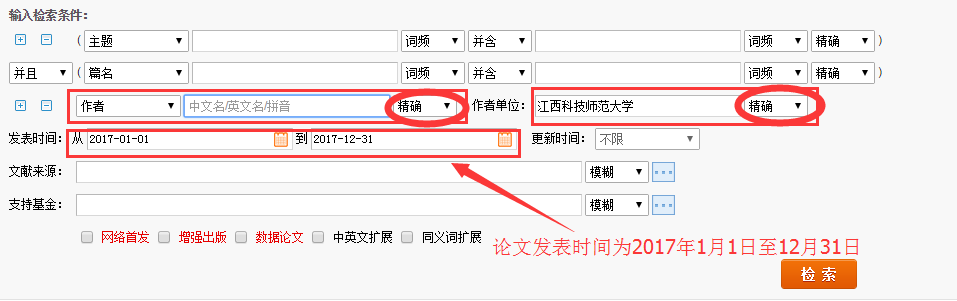 输入检索条件：
( 主题 词频 并含 词频 精确 )
并且 ( 篇名 词频 并含 词频 精确 )
作者 中文名/英文名/拼音 精确 作者单位： 江西科技师范大学 精确
发表时间： 从 2017-01-01 到 2017-12-31 更新时间： 不限
文献来源： 模糊 ...
支持基金： 模糊 ...
网络首发 增强出版 数据论文 中英文扩展 同义词扩展
论文发表时间为2017年1月1日至12月31日
检 索